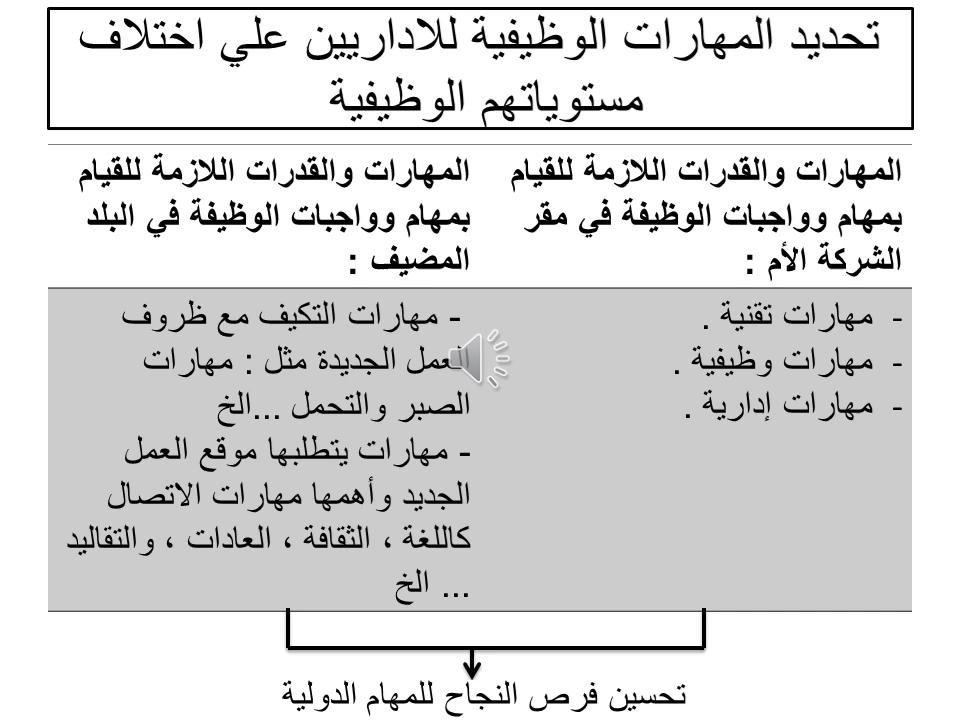 تحديد المهارات الوظيفية للاداريين علي اختلاف
مستوياتهم الوظيفية
المهارات والقدرات اللازمة للقيام
بمهام وواجبات الوظيفة في مقر
الشركة الأم :
- مهارات تقنية .
- مهارات وظيفية .
- مهارات إدارية .
المهارات والقدرات اللازمة للقيام
بمهام وواجبات الوظيفة في البلد
المضيف :
- مهارات التكيف مع ظروف
الجديدة مثل : مهارات
الصبر والتحمل ...الخ
- مهارات يتطلبها موقع العمل
الجديد وأهمها مهارات الاتصال
كاللغة ، الثقافة ، العادات ، والتقاليد
... الخ
تحسين فرص النجاح للمهام الدولية